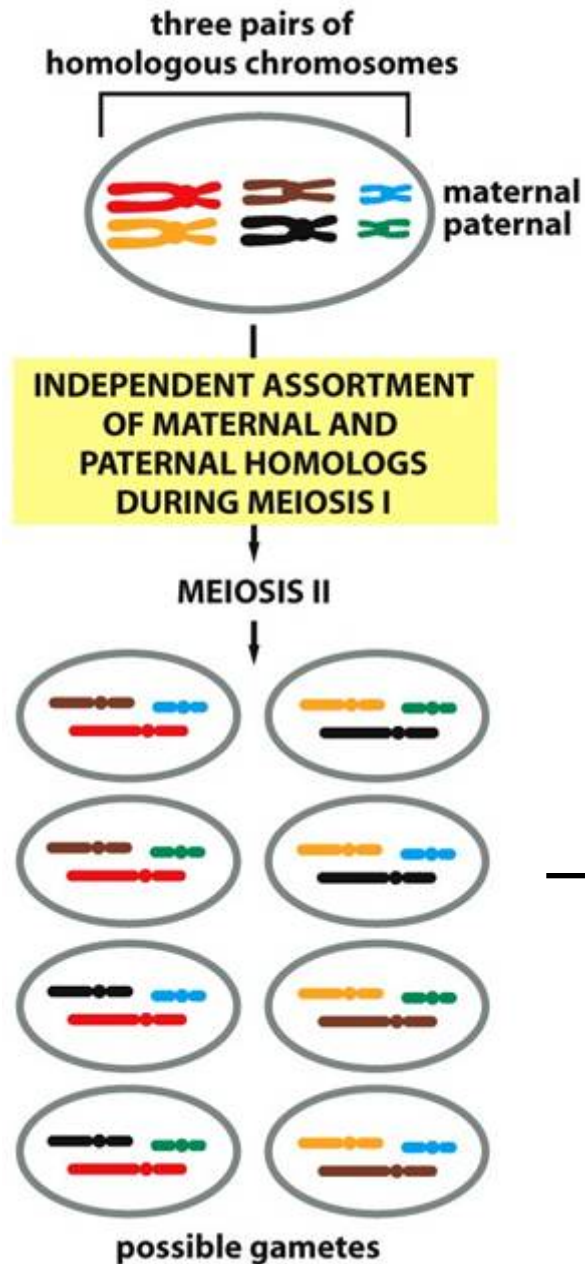 three pairs of
homologous chromosomes
maternal
paternal
INDEPENDENT ASSORTMENT
OF MATERNAL AND
PATERNAL HOMOLOGS
DURING MEIOSIS I
MEIOSIS II
possible gametes